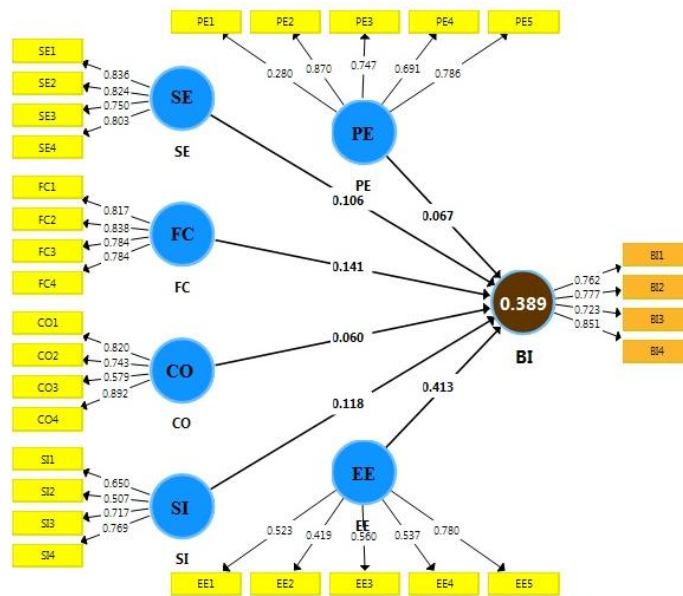 PE1 PE2 PE3 PE4 PE5
0.280 0.870 0.747 0.691 0.786
SE1
SE2
SE3
SE4
0.836
0.824
0.750
0.803
SE
SE
PE
PE
0.106
0.067
FC1
FC2
FC3
FC4
0.817
0.838
0.784
0.784
FC
FC
0.141
CO1
CO2
CO3
CO4
0.820
0.743
0.579
0.892
CO
CO
0.060
0.389
BI
0.762
0.777
0.723
0.851
BI1
BI2
BI3
BI4
SI1
SI2
SI3
SI4
0.650
0.507
0.717
0.769
SI
SI
0.118
0.413
EE
EE
0.523 0.419 0.560 0.537 0.780
EE1 EE2 EE3 EE4 EE5